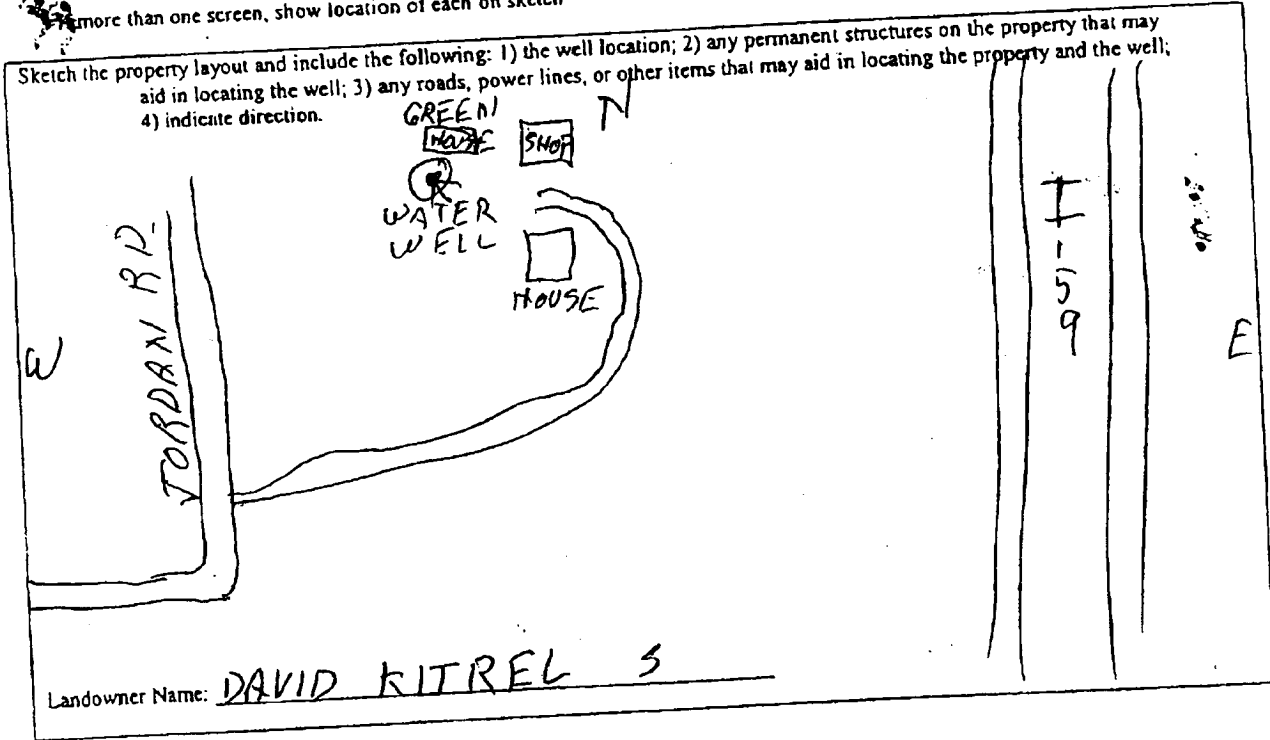 more than one screen, show location of each on sketch
Sketch the property layout and include the following: 1) the well location; 2) any permanent structures on the property that may
aid in locating the well; 3) any roads, power lines, or other items that may aid in locating the property and the well;
4) indicate direction.
N
GREEN
HOUSE
SHOP
WATER
WELL
HOUSE
JORDAN RD.
I-59
W
E
S
Landowner Name: DAVID KITREL